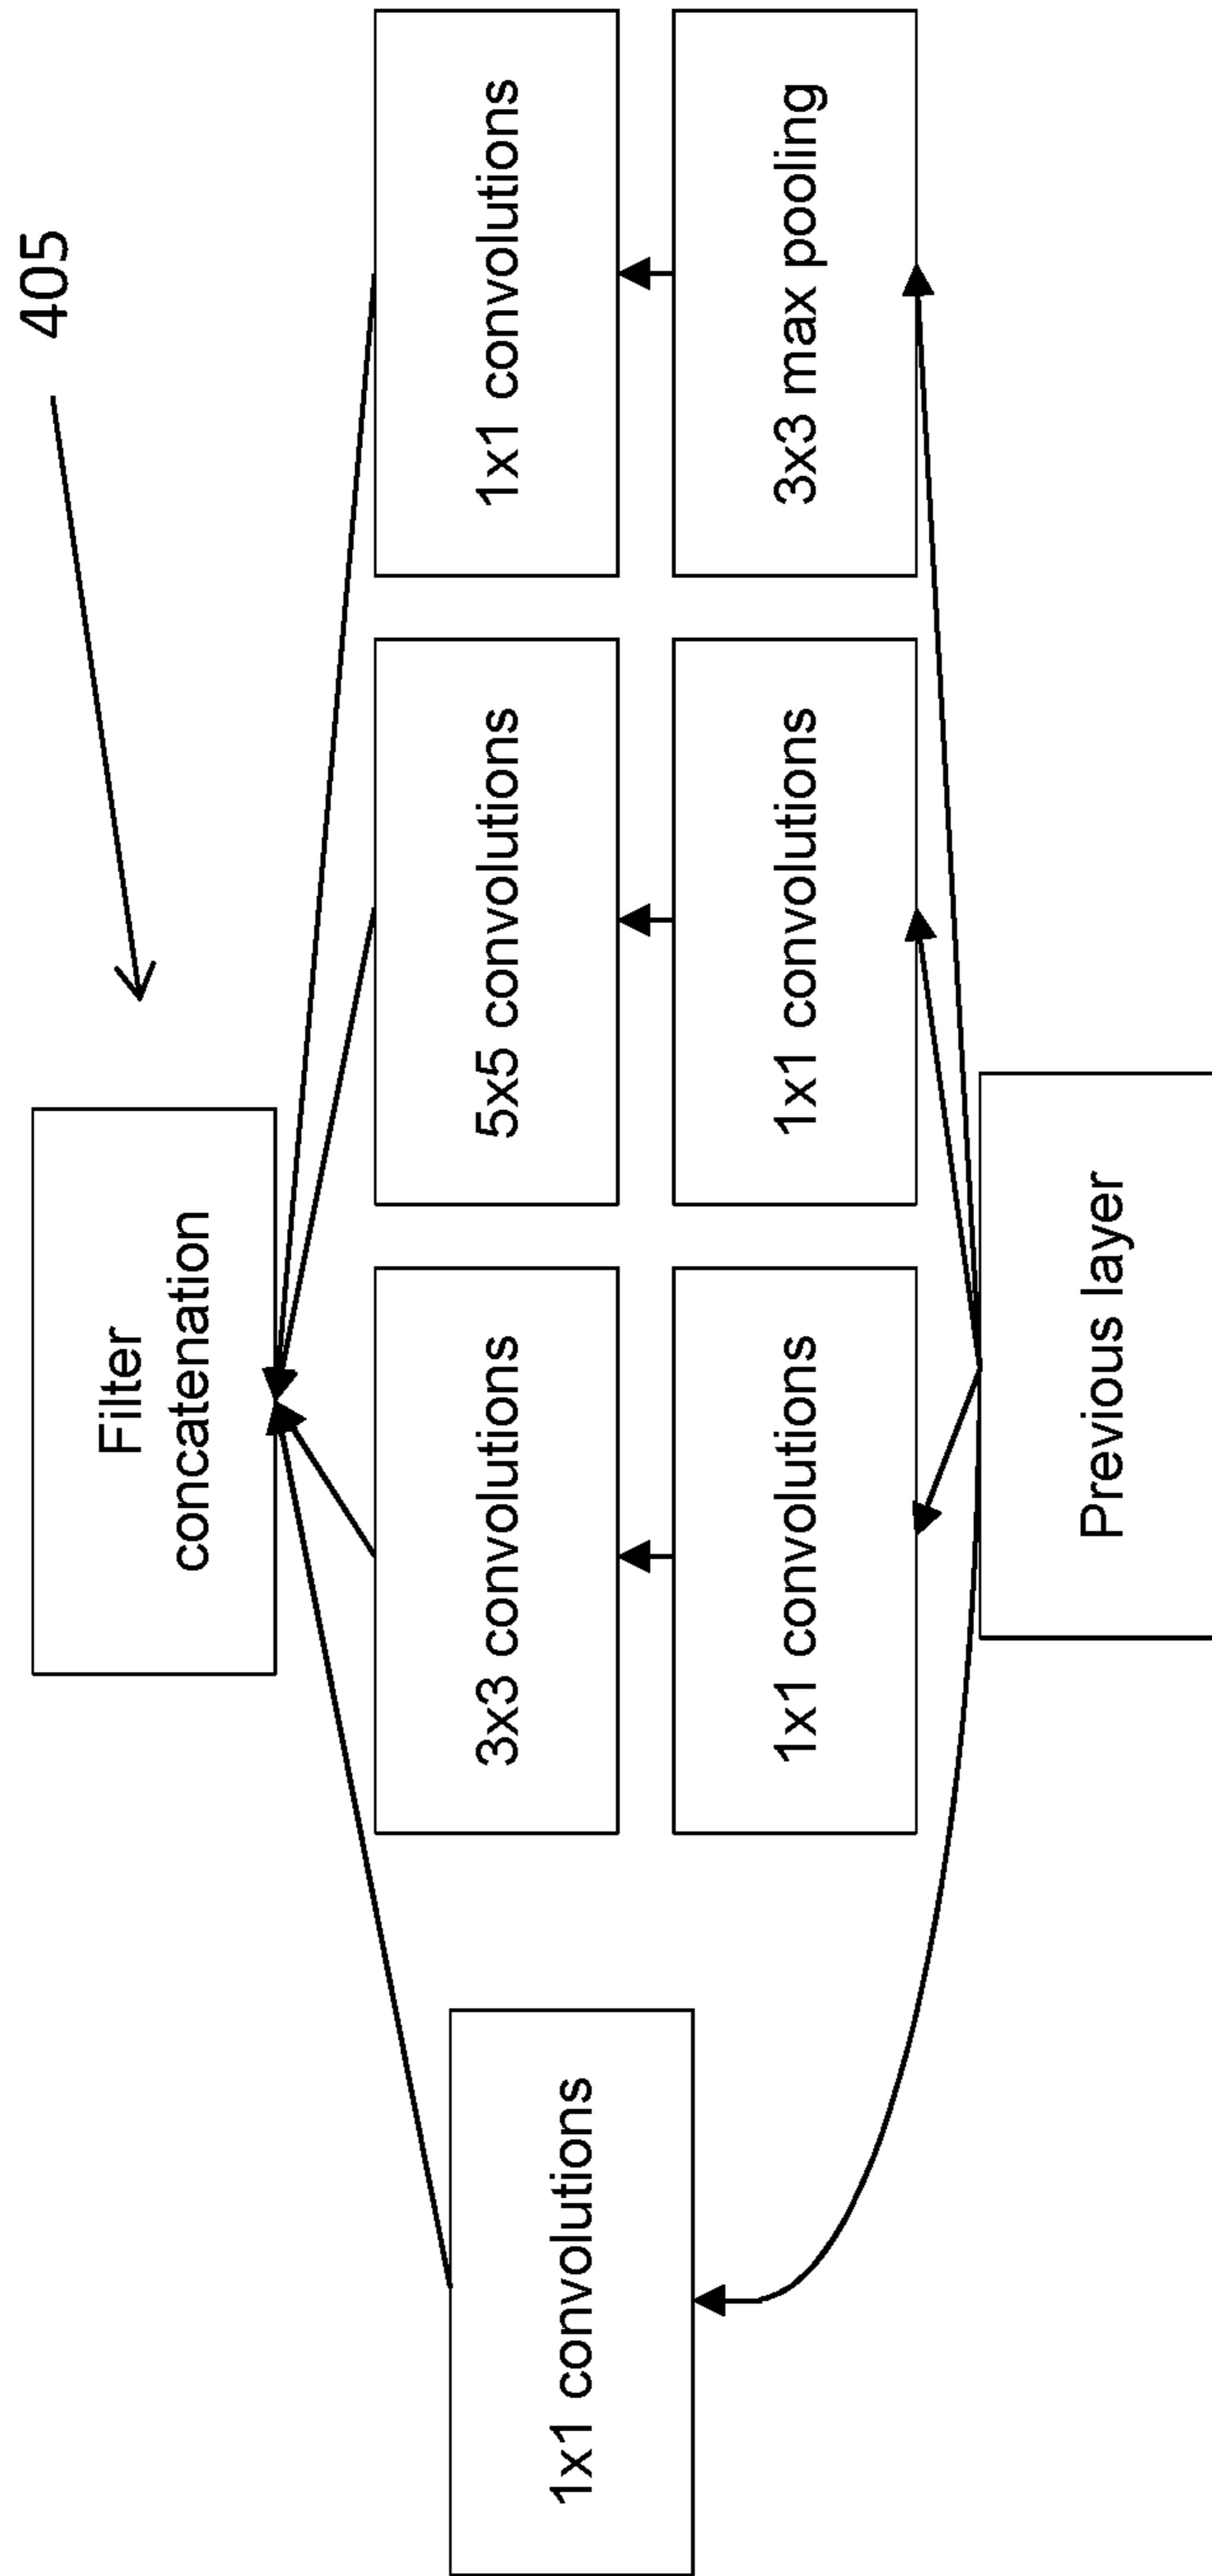 405
Filter
concatenation
1x1 convolutions
3x3 convolutions
5x5 convolutions
1x1 convolutions
1x1 convolutions
1x1 convolutions
3x3 max pooling
Previous layer